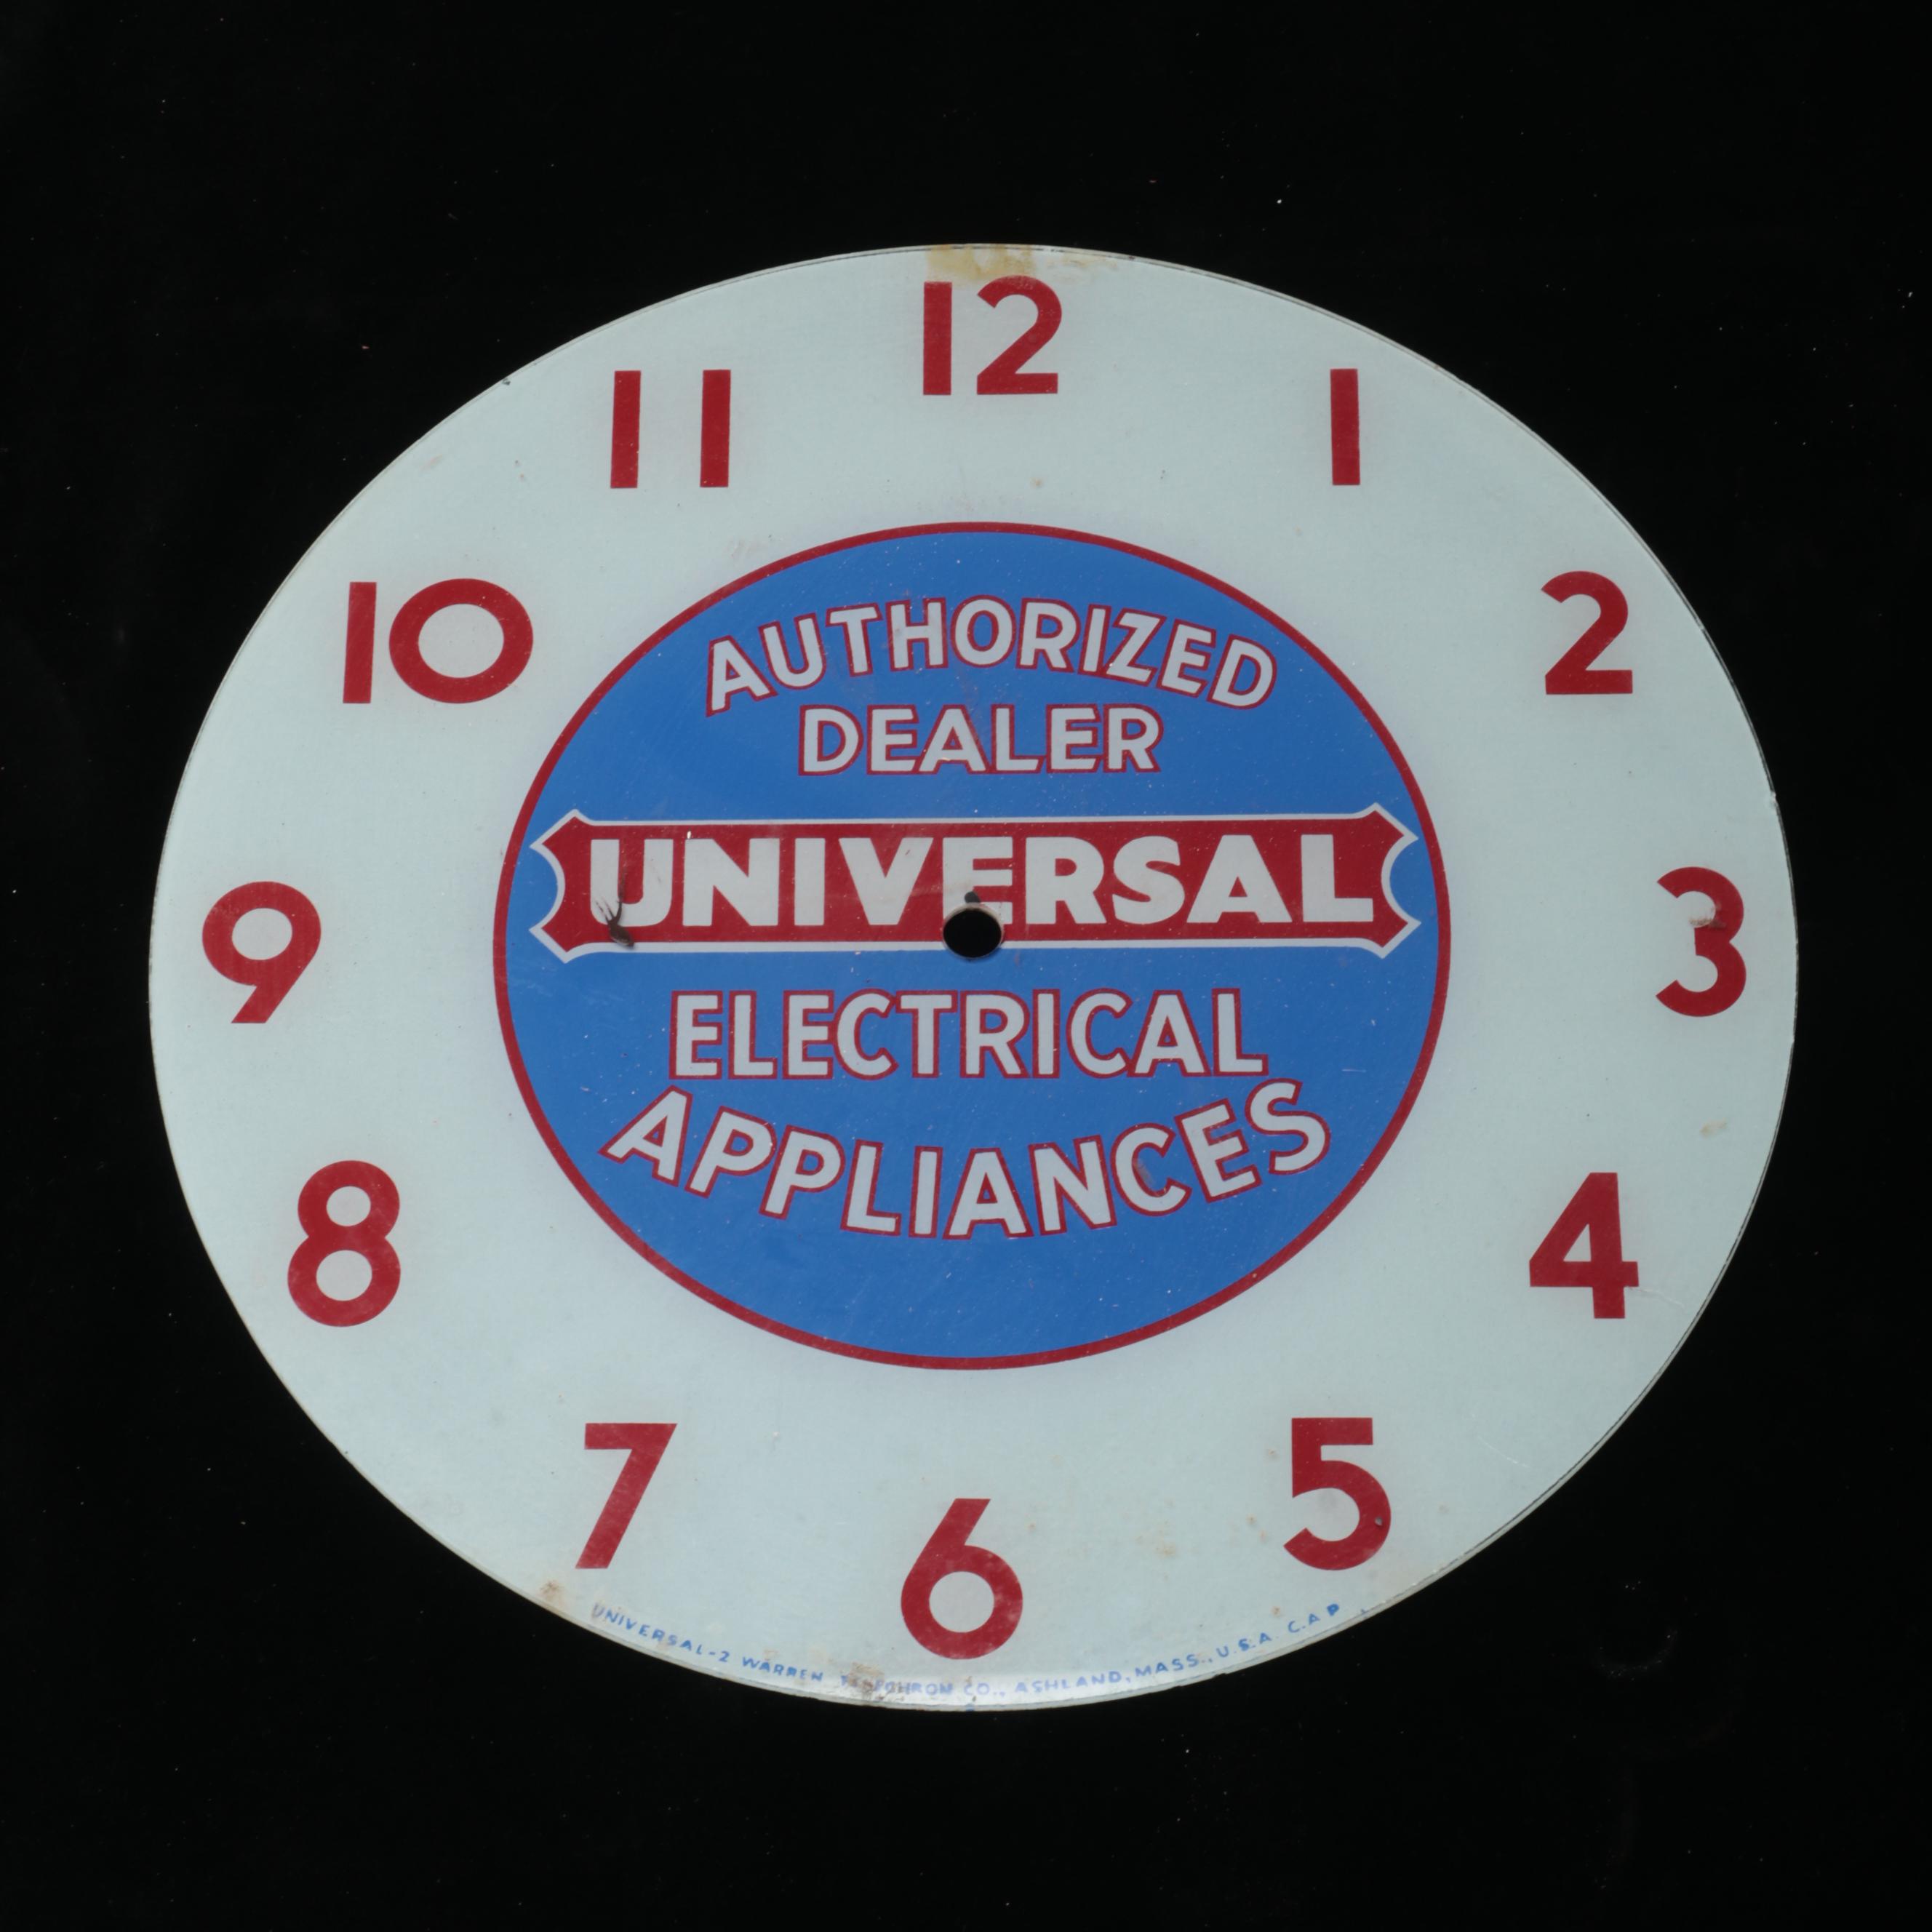 12
11
1
10
2
AUTHORIZED
DEALER
UNIVERSAL
9
3
ELECTRICAL
APPLIANCES
8
4
7
5
6
UNIVERSAL-2 WARREN CO., ASHLAND, MASS., U.S.A. C.A.P.